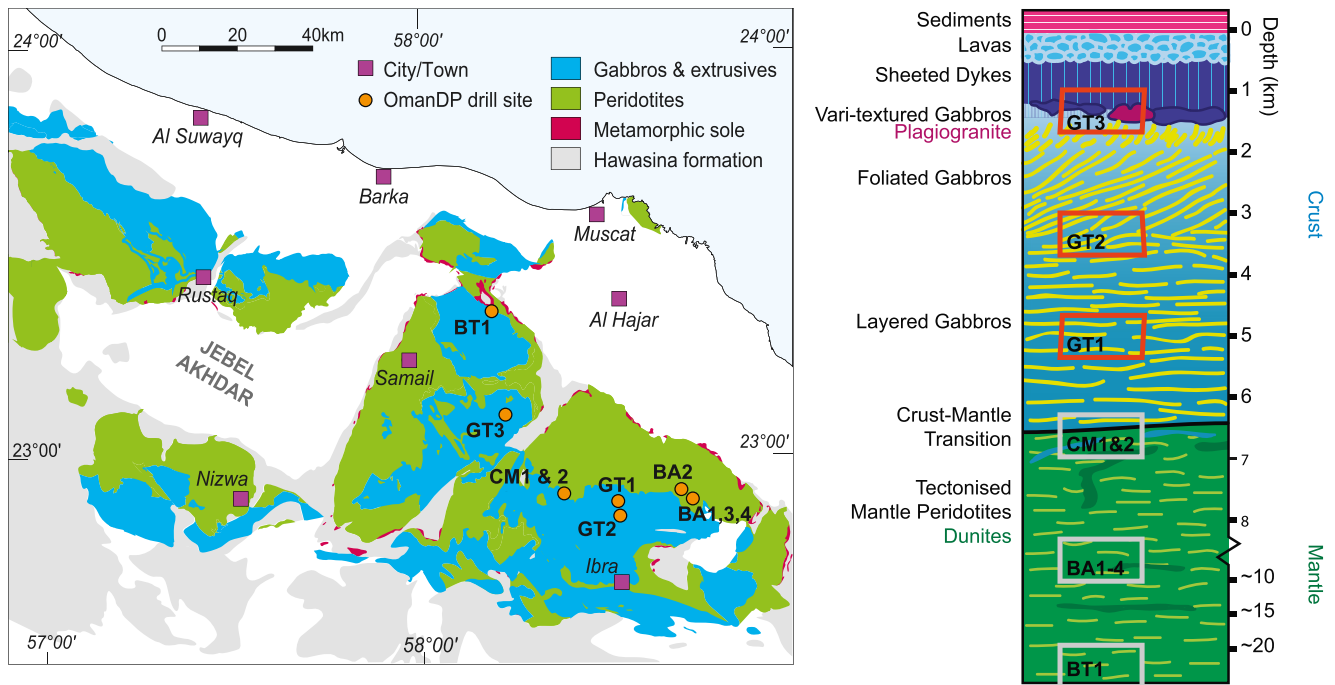 24°00'
58°00'
24°00'
0 20 40km
City/Town
OmanDP drill site
Gabbros & extrusives
Peridotites
Metamorphic sole
Hawasina formation
Al Suwayq
Barka
Muscat
Rustaq
Al Hajar
BT1
JEBEL
AKHDAR
Samail
GT3
23°00'
23°00'
Nizwa
CM1 & 2
GT1
BA2
BA1,3,4
GT2
Ibra
57°00'
58°00'
Sediments
Lavas
Sheeted Dykes
Vari-textured Gabbros
Plagiogranite
Foliated Gabbros
Layered Gabbros
Crust-Mantle
Transition
Tectonised
Mantle Peridotites
Dunites
GT3
GT2
GT1
CM1&2
BA1-4
BT1
0
1
2
3
4
5
6
7
8
~10
~15
~20
Depth (km)
Crust
Mantle